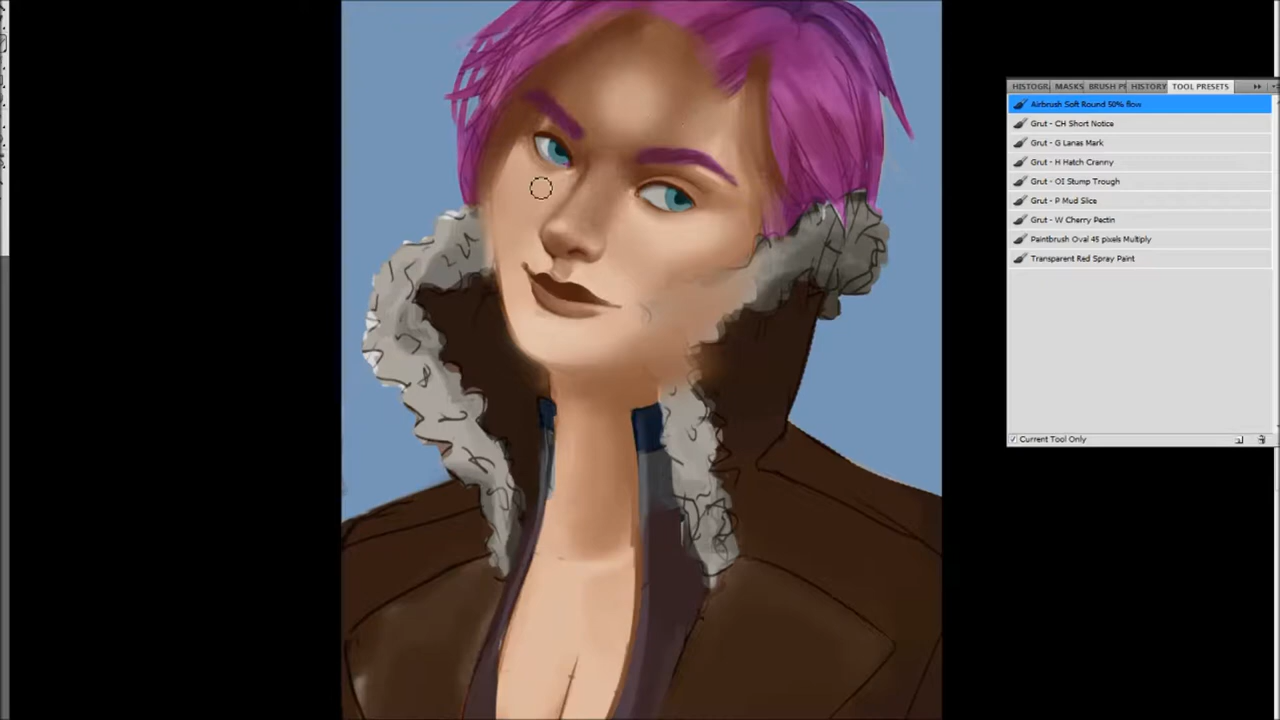 HISTOGR. MASKS BRUSH PR HISTORY TOOL PRESETS
Airbrush Soft Round 50% flow
Grut - CH Short Notice
Grut - G Lanas Mark
Grut - H Hatch Cranny
Grut - OI Stump Trough
Grut - P Mud Slice
Grut - W Cherry Pectin
Paintbrush Oval 45 pixels Multiply
Transparent Red Spray Paint
Current Tool Only